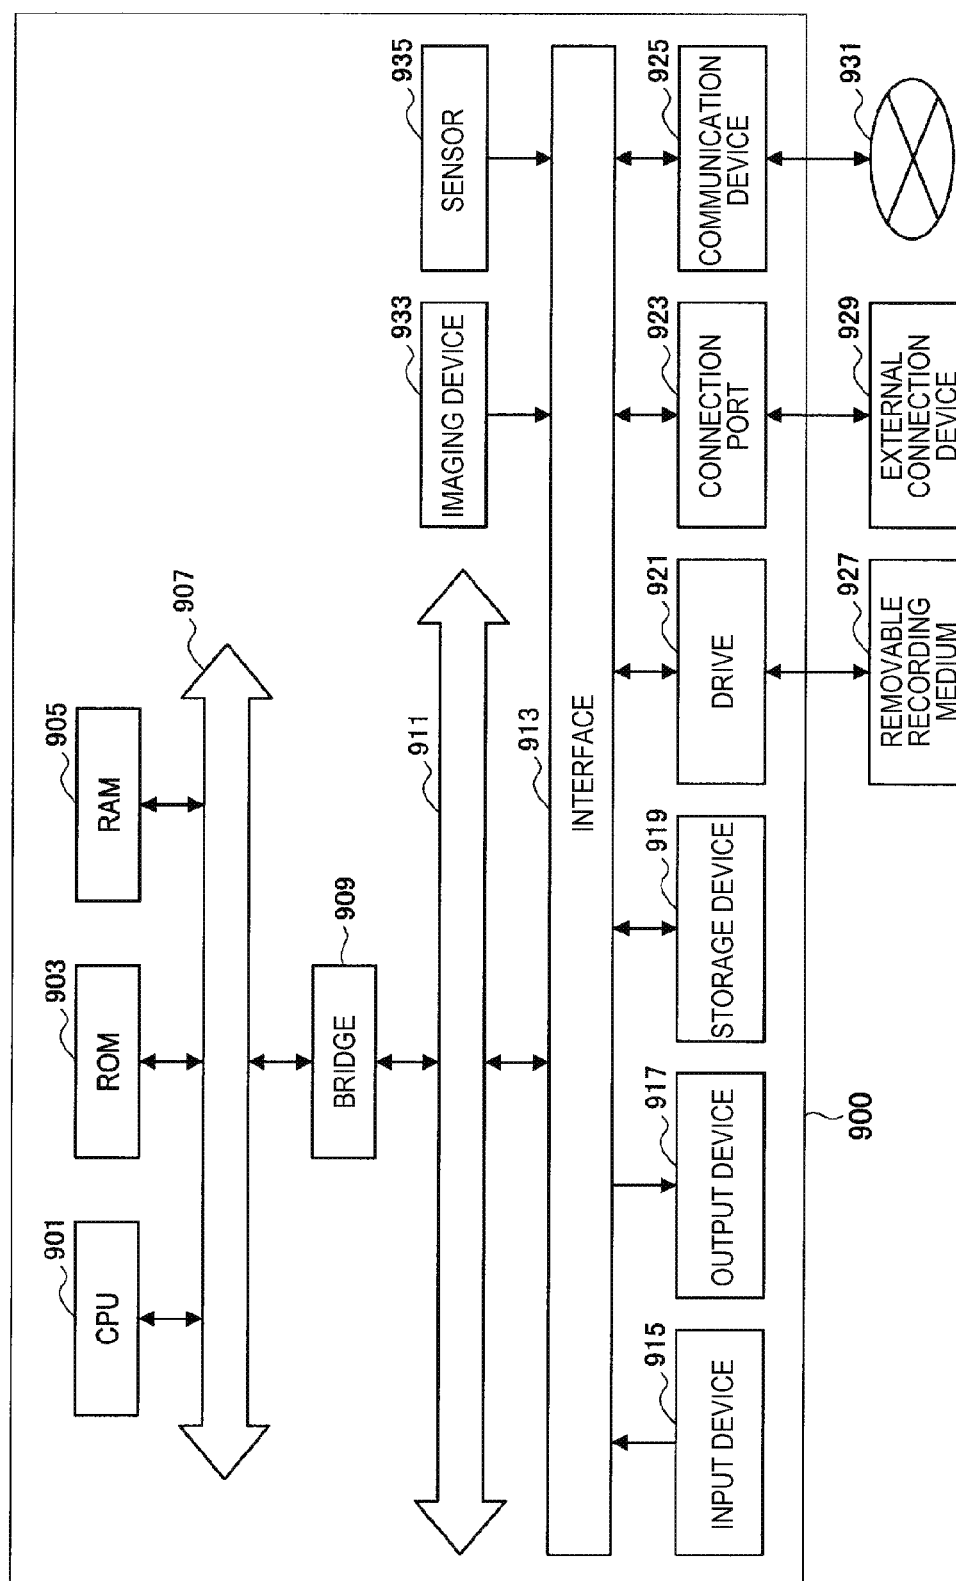 901
CPU
903
ROM
905
RAM
907
909
BRIDGE
911
933
IMAGING DEVICE
935
SENSOR
913
INTERFACE
915
INPUT DEVICE
917
OUTPUT DEVICE
919
STORAGE DEVICE
921
DRIVE
923
CONNECTION
PORT
925
COMMUNICATION
DEVICE
900
927
REMOVABLE
RECORDING
MEDIUM
929
EXTERNAL
CONNECTION
DEVICE
931